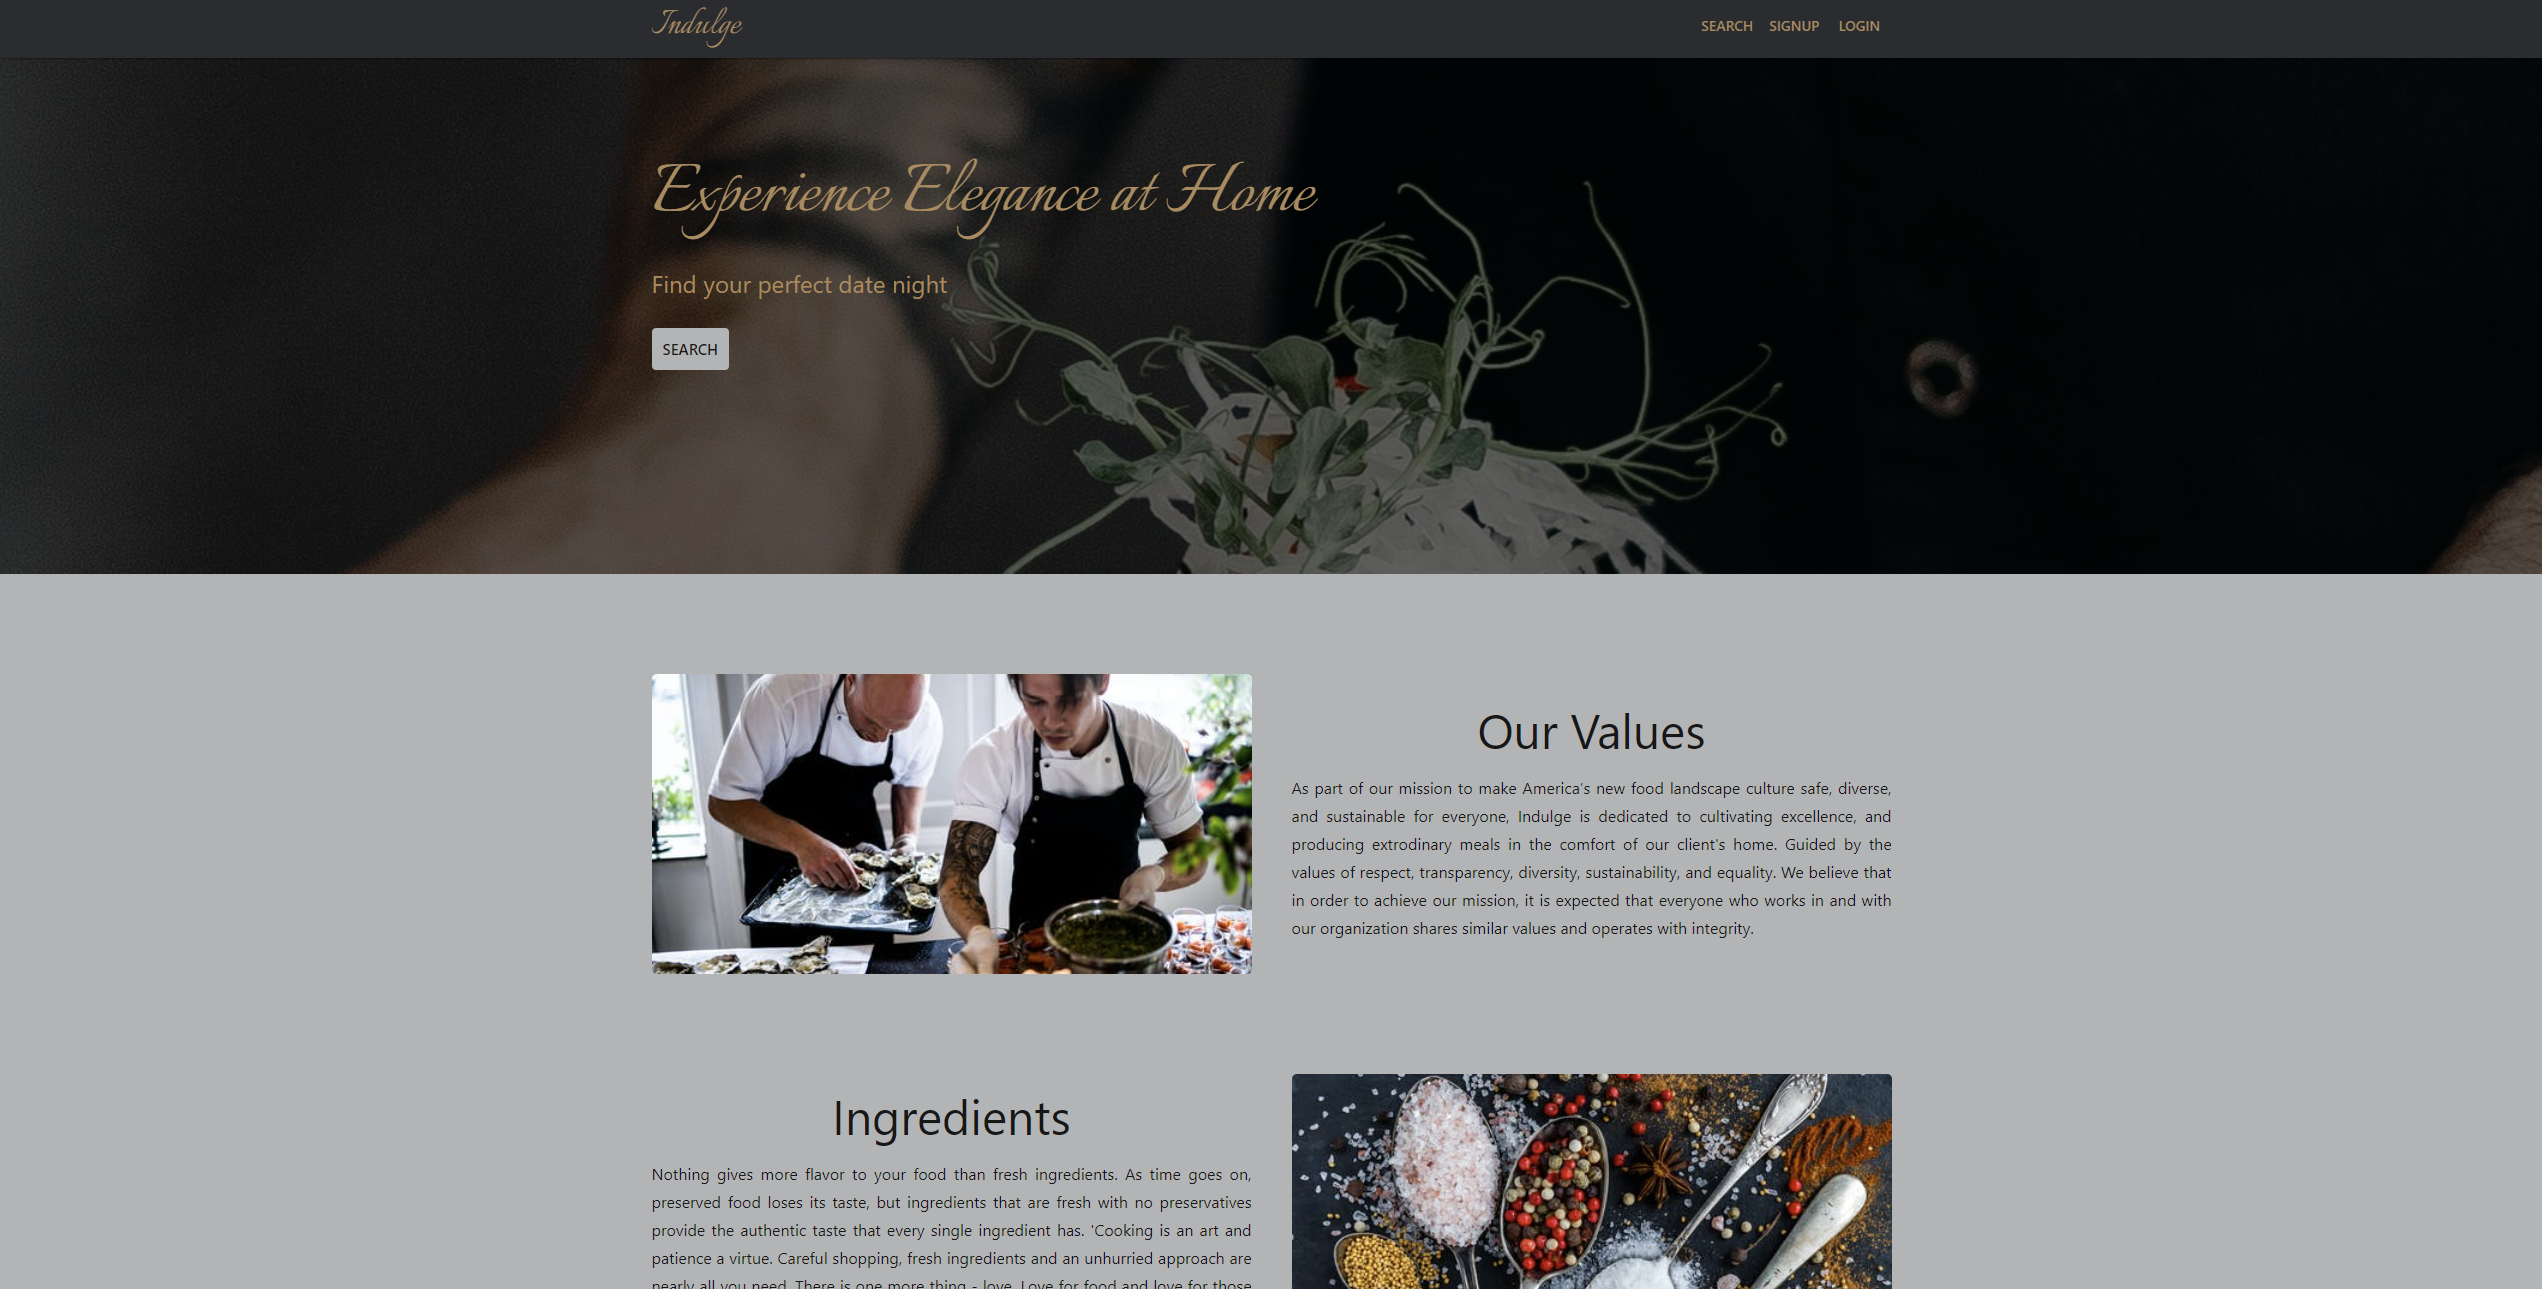 Indulge
SEARCH SIGNUP LOGIN
Experience Elegance at Home
Find your perfect date night
SEARCH
Our Values
As part of our mission to make America's new food landscape culture safe, diverse,
and sustainable for everyone, Indulge is dedicated to cultivating excellence, and
producing extrodinary meals in the comfort of our client's home. Guided by the
values of respect, transparency, diversity, sustainability, and equality. We believe that
in order to achieve our mission, it is expected that everyone who works in and with
our organization shares similar values and operates with integrity.
Ingredients
Nothing gives more flavor to your food than fresh ingredients. As time goes on,
preserved food loses its taste, but ingredients that are fresh with no preservatives
provide the authentic taste that every single ingredient has. 'Cooking is an art and
patience a virtue. Careful shopping, fresh ingredients and an unhurried approach are
nearly all you need. There is one more thing - love. Love for food and love for those